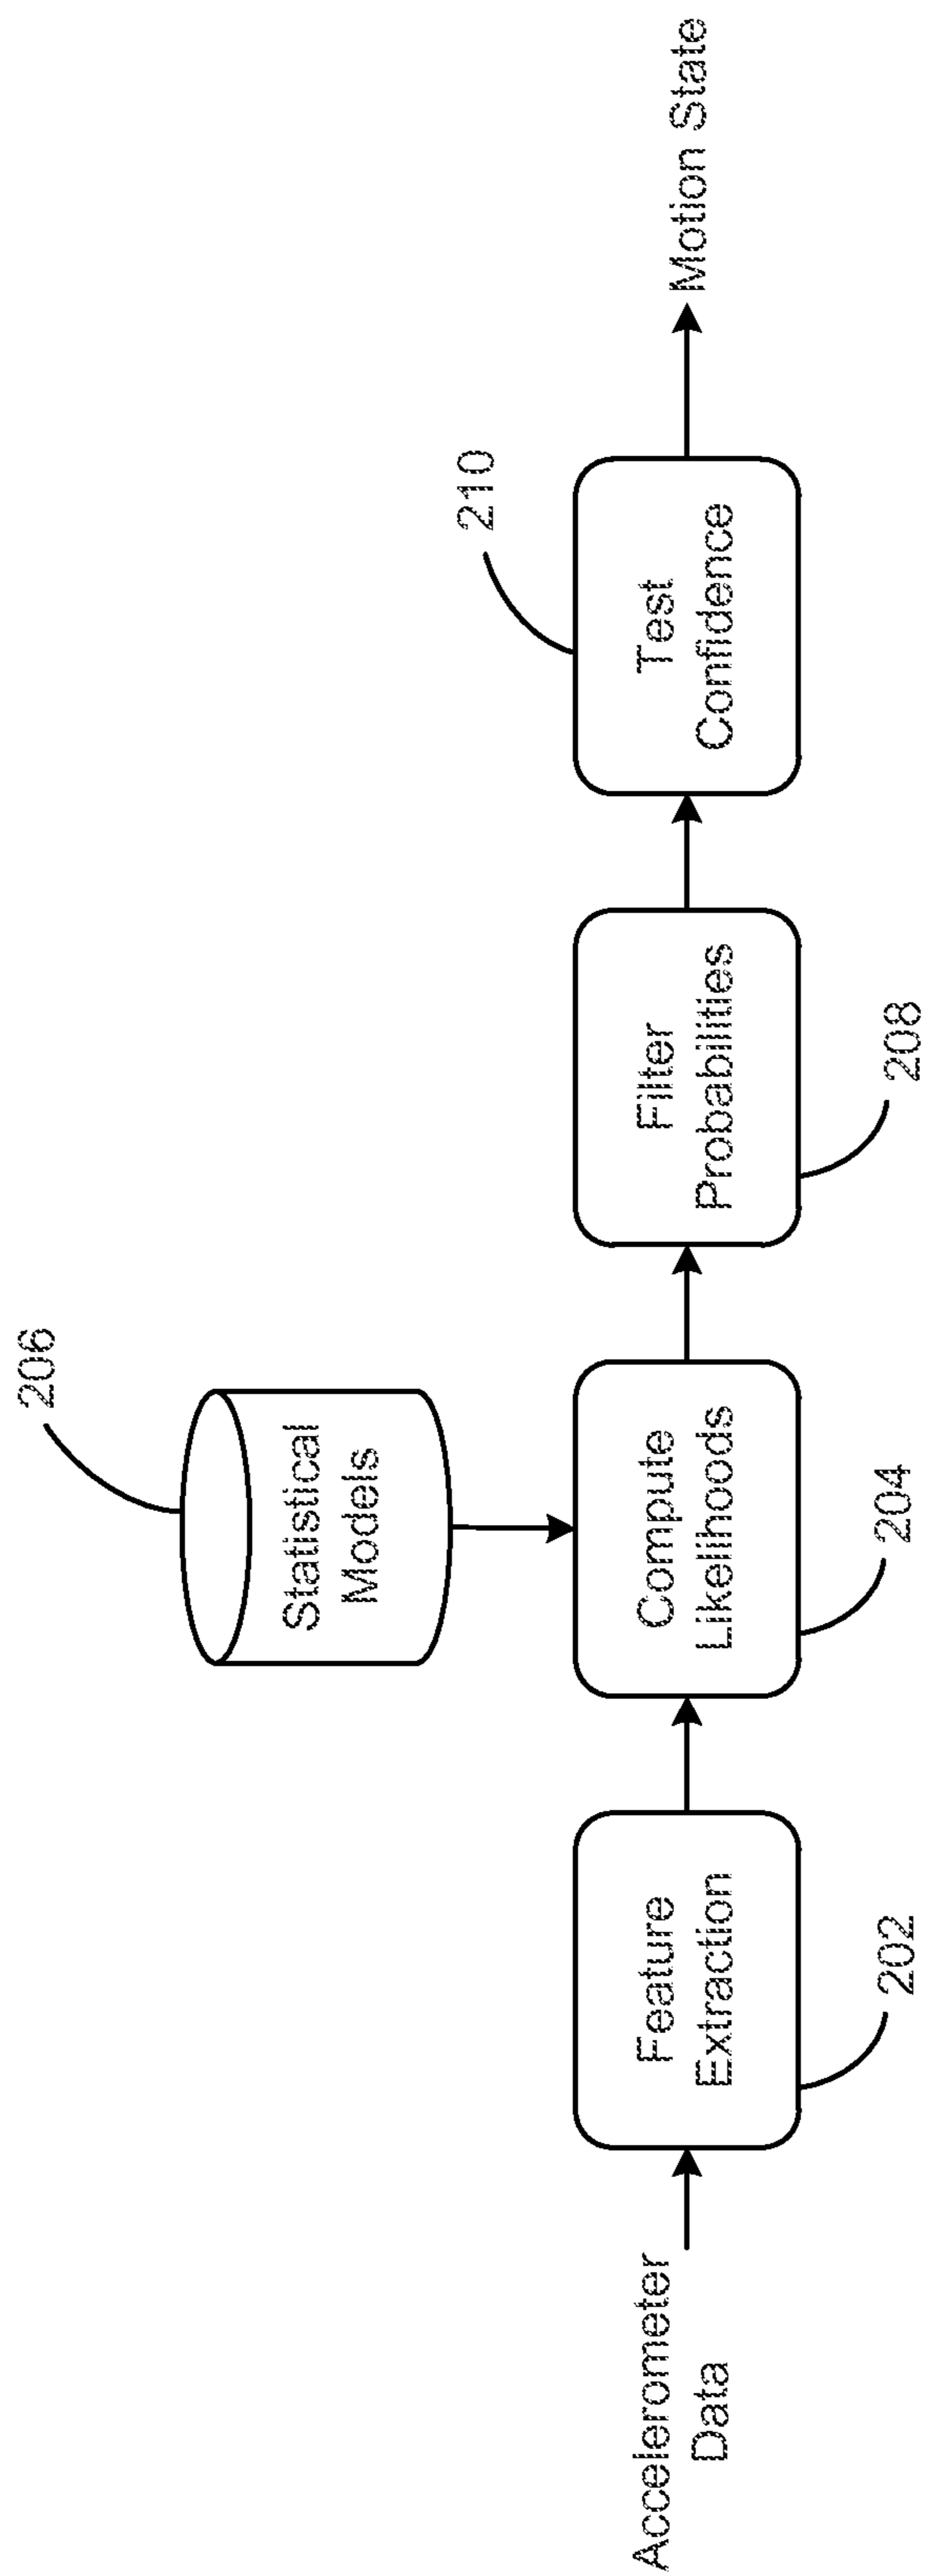 206
Statistical
Models
210
Accelerometer
Data
Feature
Extraction
Compute
Likelihoods
Filter
Probabilities
Test
Confidence
Motion State
202
204
208